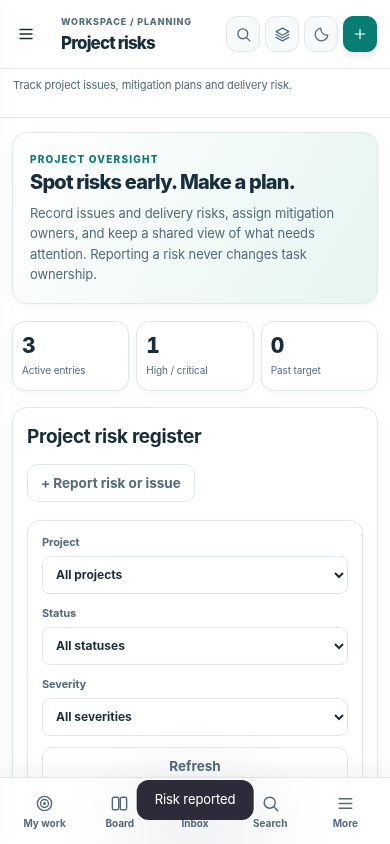 WORKSPACE / PLANNING
Project risks
Track project issues, mitigation plans and delivery risk.
PROJECT OVERSIGHT
Spot risks early. Make a plan.
Record issues and delivery risks, assign mitigation
owners, and keep a shared view of what needs
attention. Reporting a risk never changes task
ownership.
3
Active entries
1
High / critical
0
Past target
Project risk register
+ Report risk or issue
Project
All projects
Status
All statuses
Severity
All severities
Refresh
Risk reported
My work
Board
Inbox
Search
More